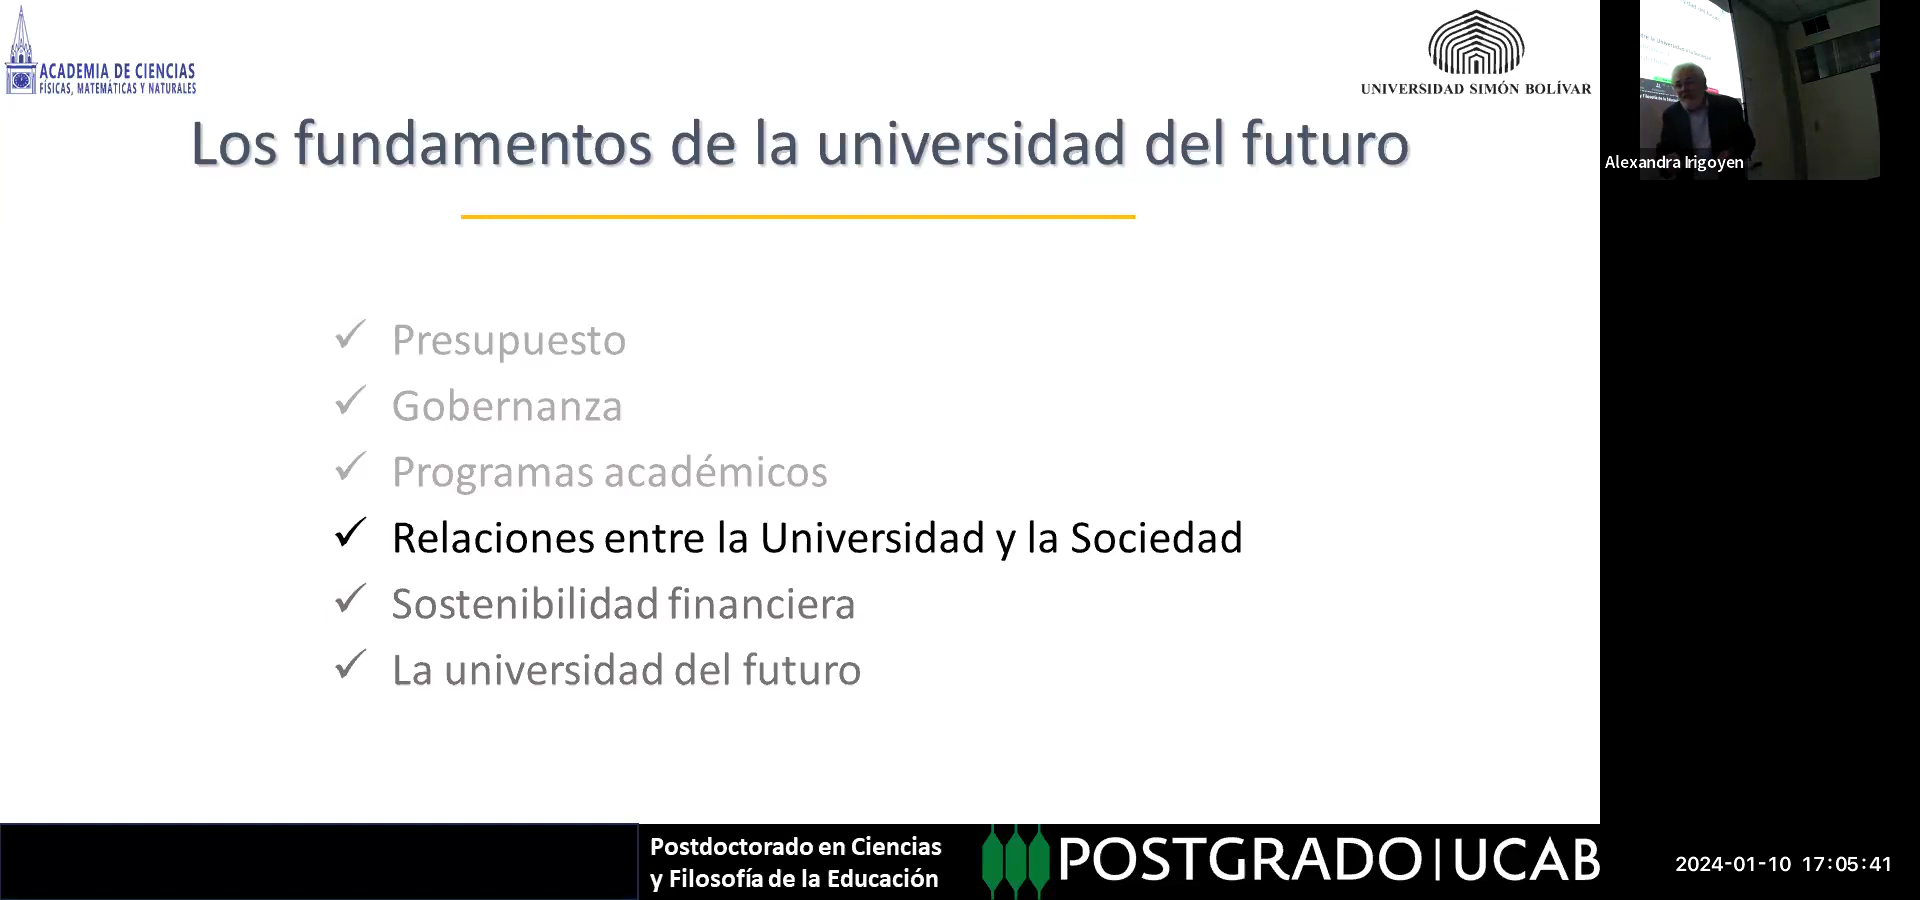 ACADEMIA DE CIENCIAS
FÍSICAS, MATEMÁTICAS Y NATURALES
UNIVERSIDAD SIMÓN BOLÍVAR
Los fundamentos de la universidad del futuro
✓ Presupuesto
✓ Gobernanza
✓ Programas académicos
✓ Relaciones entre la Universidad y la Sociedad
✓ Sostenibilidad financiera
✓ La universidad del futuro
Alexandra Irigoyen
Postdoctorado en Ciencias
y Filosofía de la Educación
POSTGRADO|UCAB
2024-01-10 17:05:41